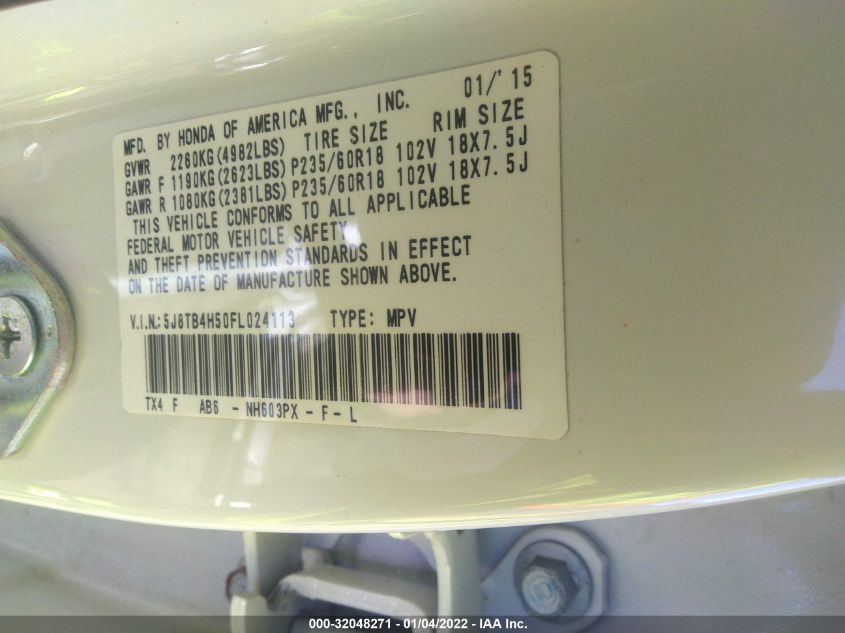 MFD. BY HONDA OF AMERICA MFG., INC. 01/'15
GVWR 2260KG(4982LBS) TIRE SIZE RIM SIZE
GAWR F 1190KG(2623LBS) P235/60R18 102V 18X7.5J
GAWR R 1080KG(2381LBS) P235/60R18 102V 18X7.5J
THIS VEHICLE CONFORMS TO ALL APPLICABLE
FEDERAL MOTOR VEHICLE SAFETY
AND THEFT PREVENTION STANDARDS IN EFFECT
ON THE DATE OF MANUFACTURE SHOWN ABOVE.
V.I.N.: 5J8TB4H50FL024113 TYPE: MPV
TX4 F AB6 - NH603PX - F - L
000-32048271 - 01/04/2022 - IAA Inc.